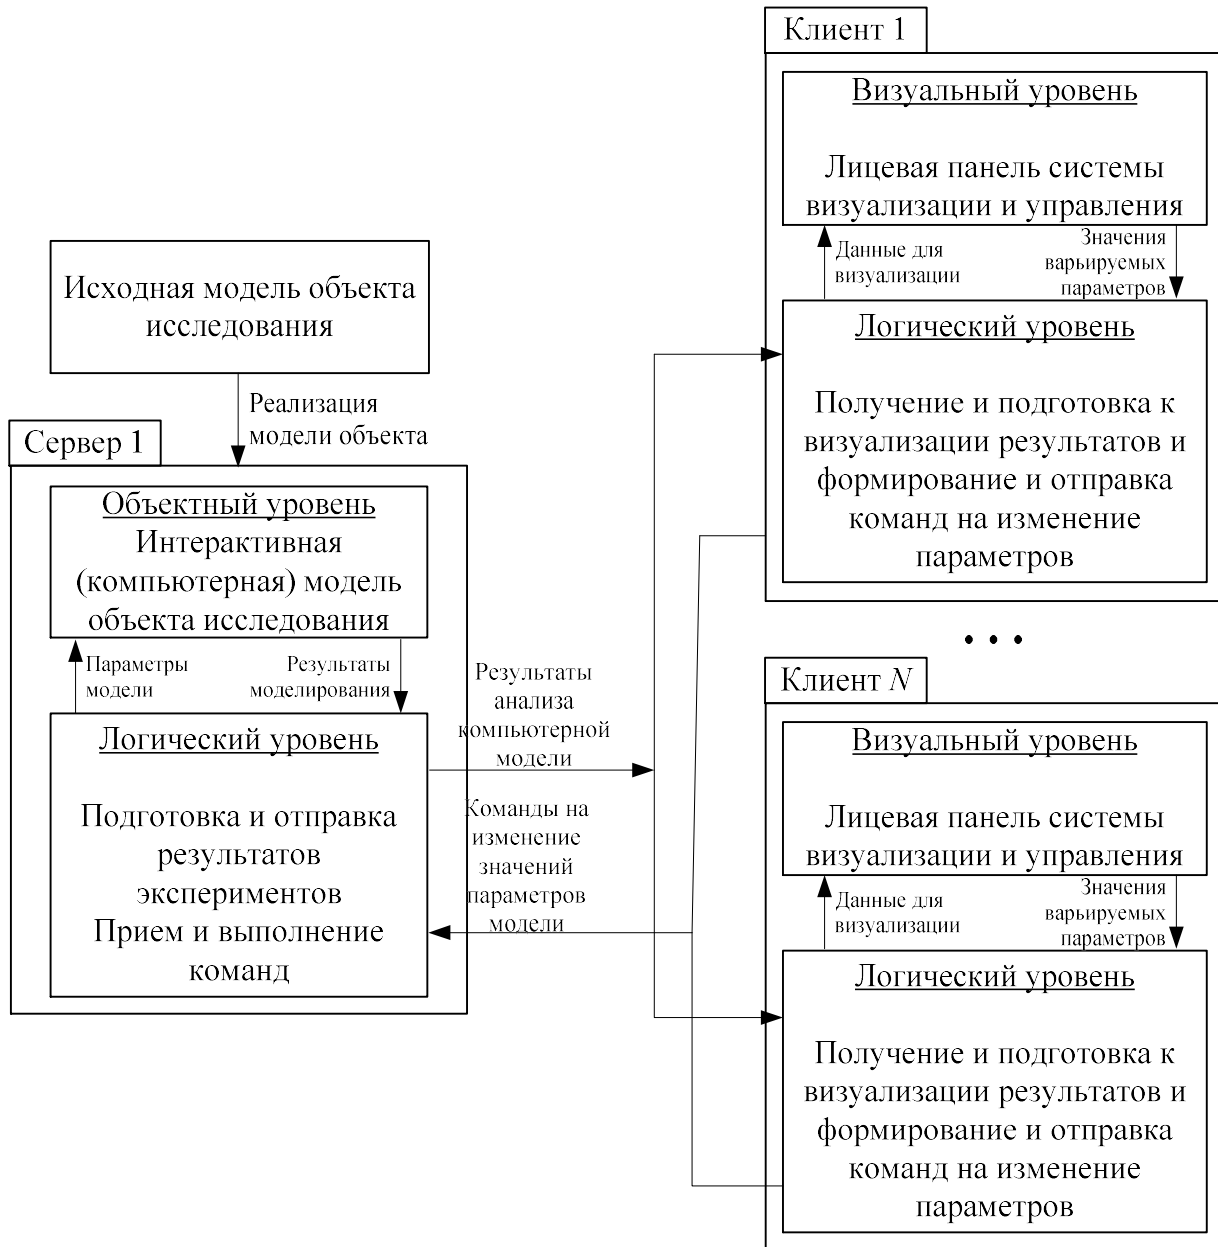 Клиент 1
Визуальный уровень
Лицевая панель системы
визуализации и управления
Данные для
визуализации
Значения
варьируемых
параметров
Логический уровень
Получение и подготовка к
визуализации результатов и
формирование и отправка
команд на изменение
параметров
Исходная модель объекта
исследования
Реализация
модели объекта
Сервер 1
Объектный уровень
Интерактивная
(компьютерная) модель
объекта исследования
Параметры
модели
Результаты
моделирования
Логический уровень
Подготовка и отправка
результатов
экспериментов
Прием и выполнение
команд
Результаты
анализа
компьютерной
модели
Команды на
изменение
значений
параметров
модели
• • •
Клиент N
Визуальный уровень
Лицевая панель системы
визуализации и управления
Данные для
визуализации
Значения
варьируемых
параметров
Логический уровень
Получение и подготовка к
визуализации результатов и
формирование и отправка
команд на изменение
параметров